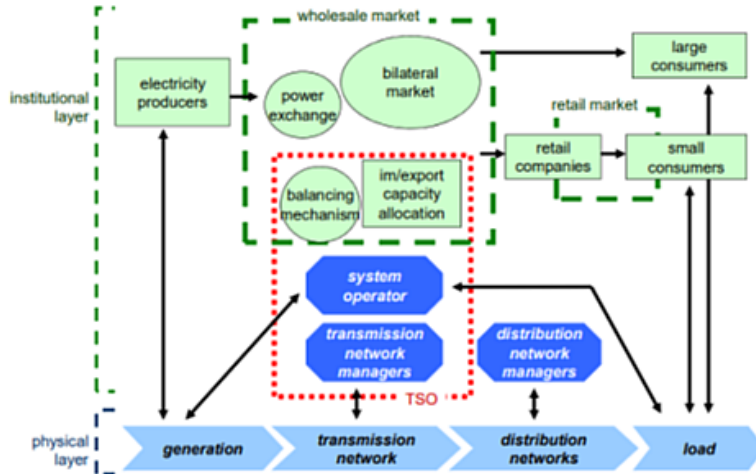 wholesale market
institutional
layer
electricity
producers
power
exchange
bilateral
market
large
consumers
retail market
retail
companies
small
consumers
balancing
mechanism
im/export
capacity
allocation
system
operator
transmission
network
managers
distribution
network
managers
TSO
physical
layer
generation
transmission
network
distribution
networks
load